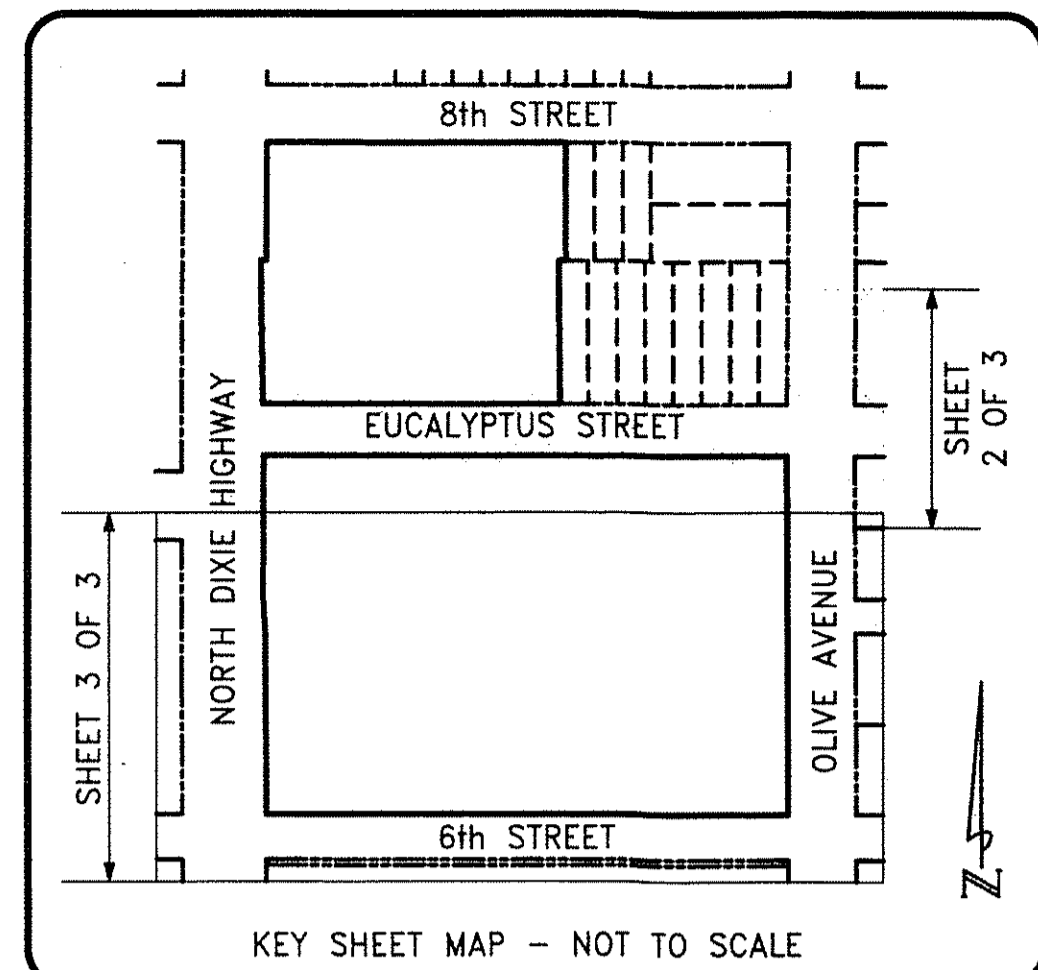 8th STREET
EUCALYPTUS STREET
NORTH DIXIE HIGHWAY
SHEET
2 OF 3
SHEET 3 OF 3
OLIVE AVENUE
6th STREET
N
KEY SHEET MAP - NOT TO SCALE